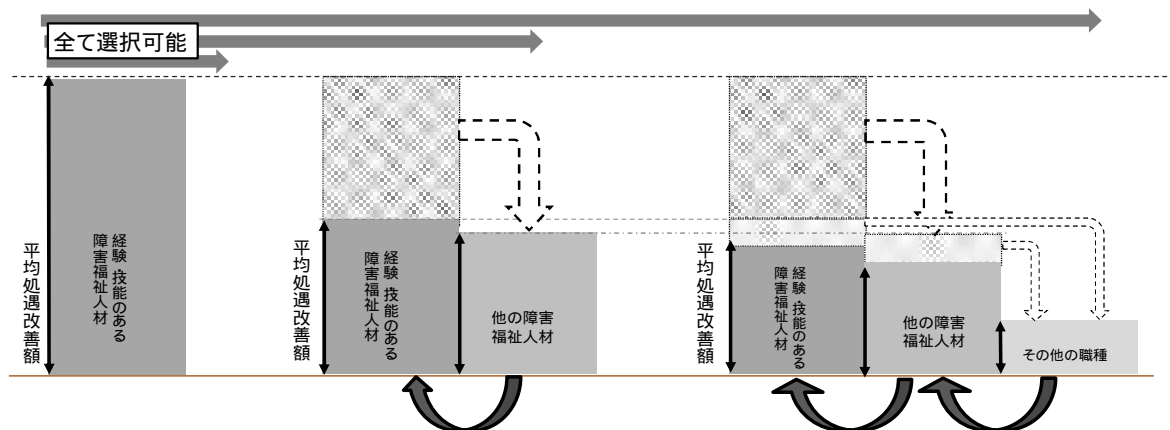 全て選択可能
平均処遇改善額
経験・技能のある
障害福祉人材
平均処遇改善額
経験・技能のある
障害福祉人材
他の障害
福祉人材
平均処遇改善額
経験・技能のある
障害福祉人材
他の障害
福祉人材
その他の職種